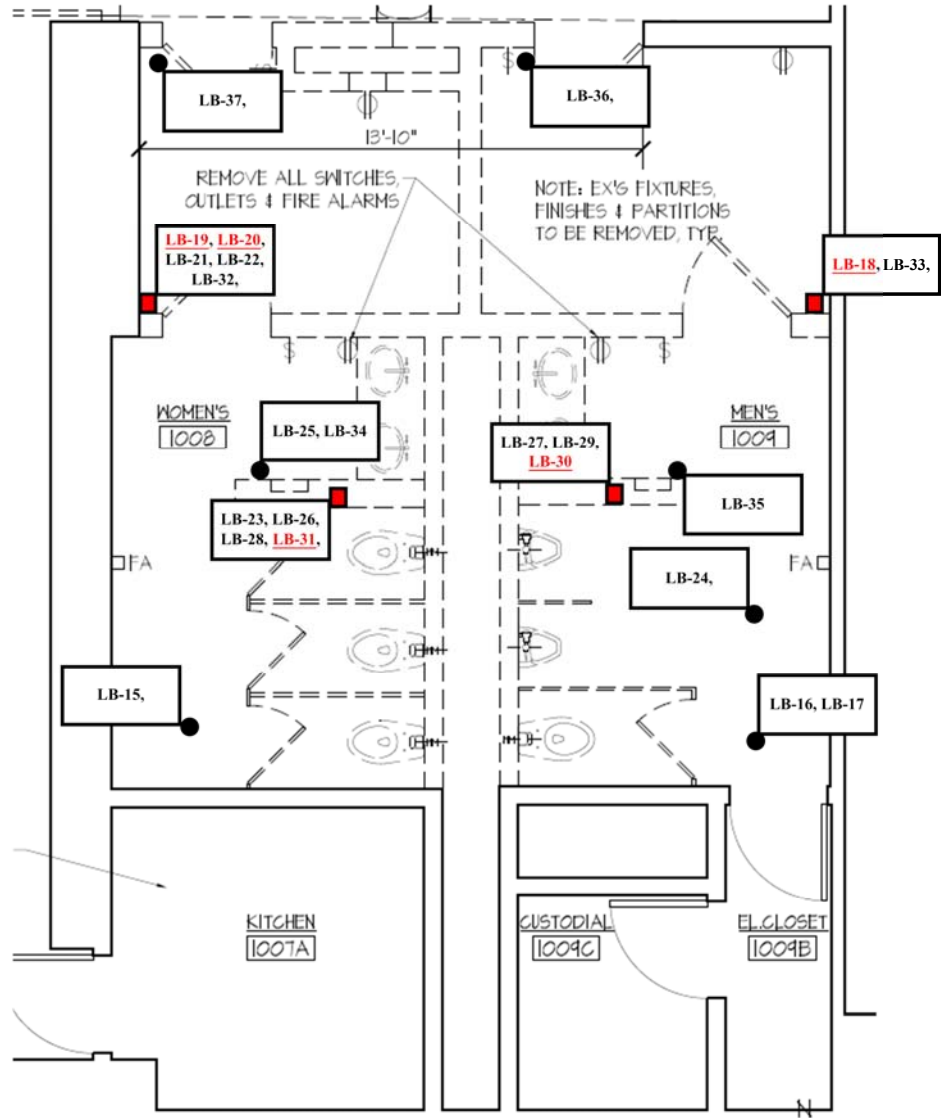 S
LB-37,
LB-36,
13'-10"
REMOVE ALL SWITCHES,
OUTLETS & FIRE ALARMS
NOTE: EX'G FIXTURES,
FINISHES & PARTITIONS
TO BE REMOVED, TYP.
LB-19, LB-20,
LB-21, LB-22,
LB-32,
LB-18, LB-33,
S
S
WOMEN'S
1008
LB-25, LB-34
LB-27, LB-29,
LB-30
MEN'S
1009
LB-23, LB-26,
LB-28, LB-31,
LB-35
FA
LB-24,
FA
LB-15,
LB-16, LB-17
KITCHEN
1007A
CUSTODIAL
1009C
EL.CLOSET
1009B
N